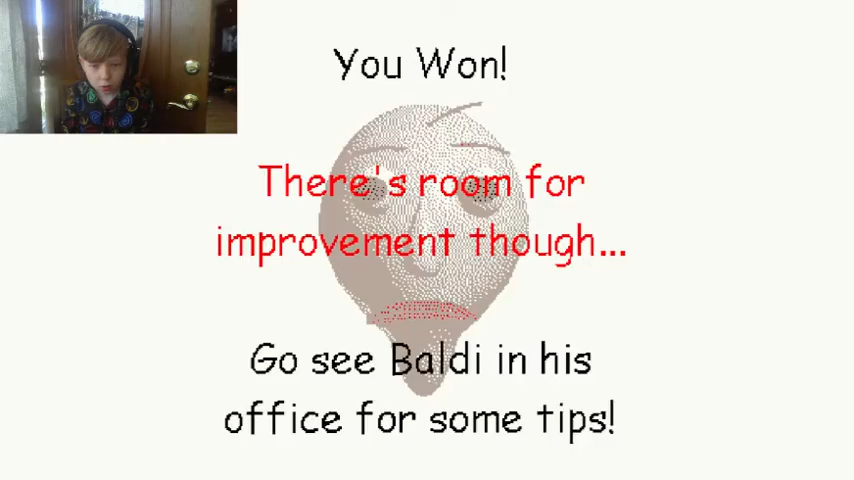 You Won!
There's room for
improvement though...
Go see Baldi in his
office for some tips!